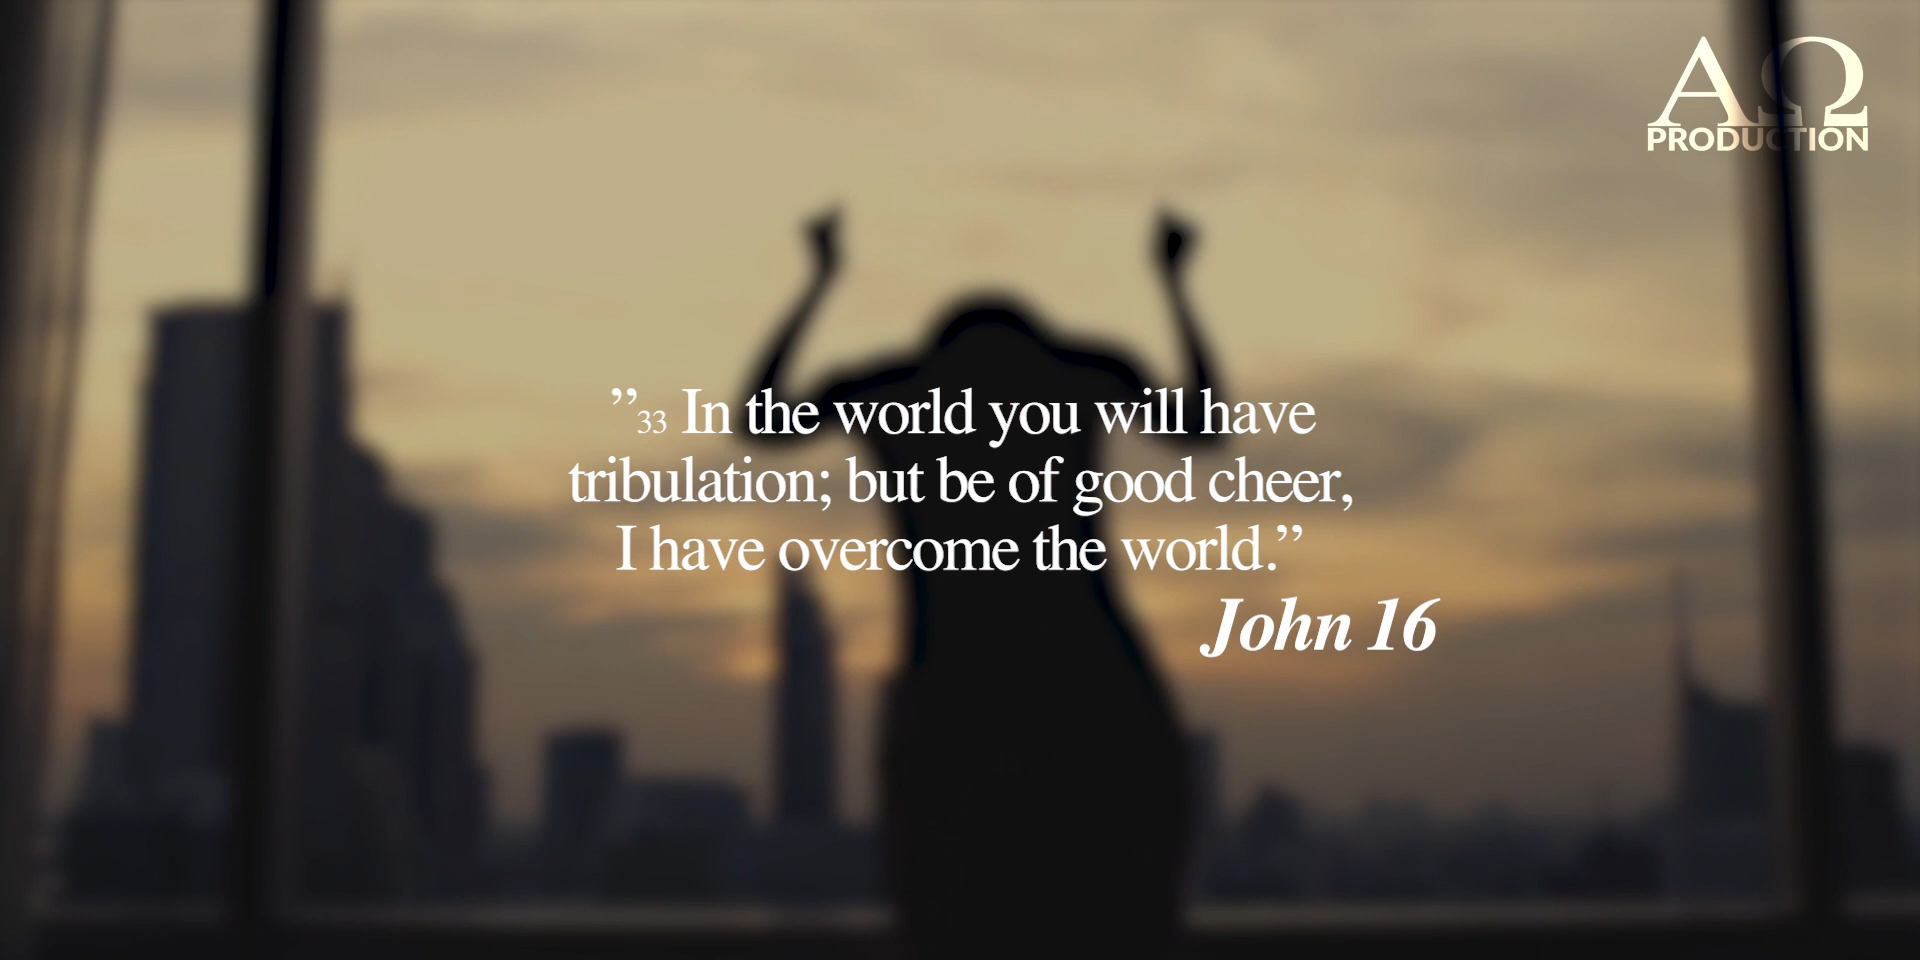 ΑΩ
PRODUCTION
”33 In the world you will have
tribulation; but be of good cheer,
I have overcome the world.”
John 16